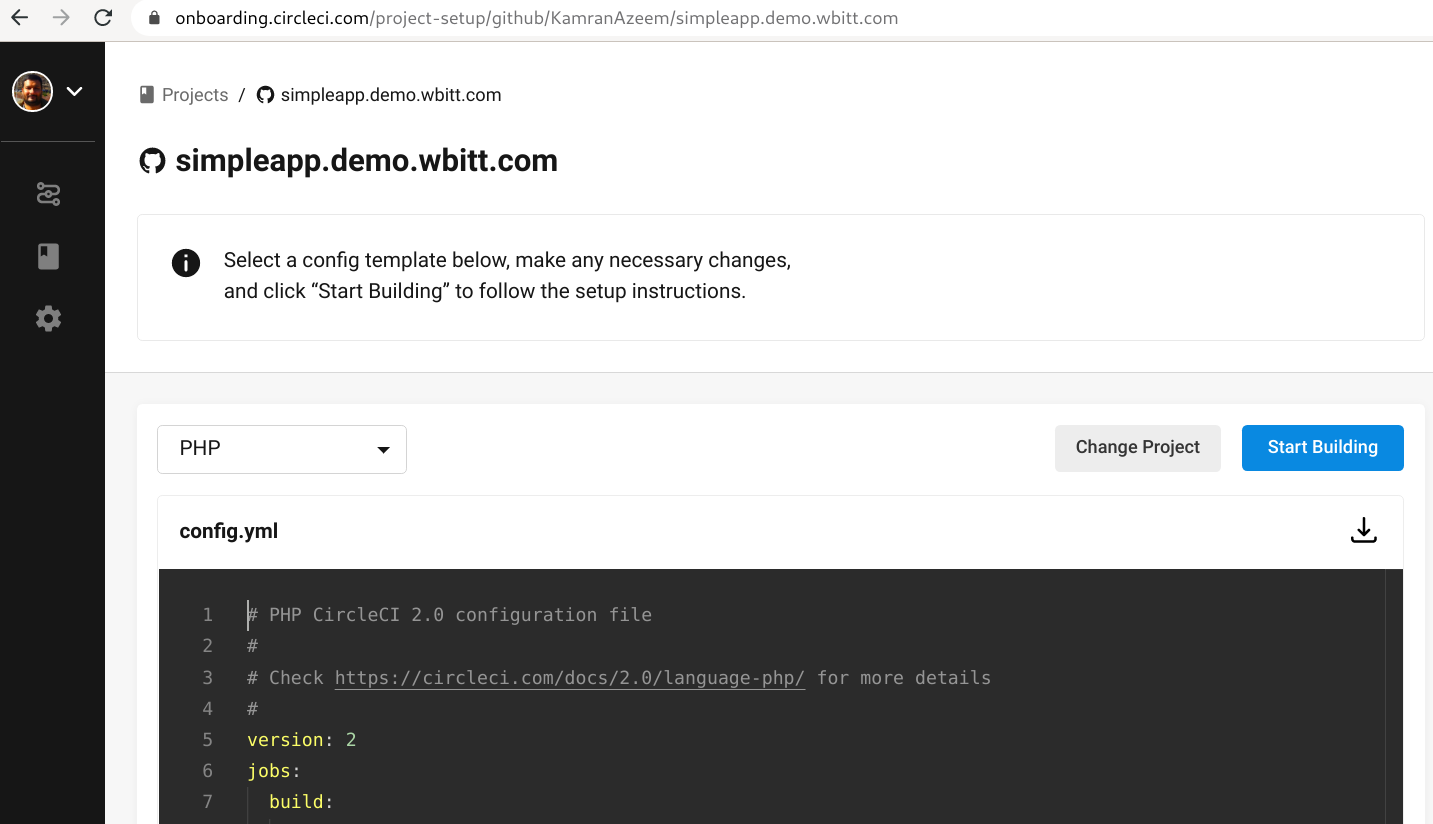 onboarding.circleci.com/project-setup/github/KamranAzeem/simpleapp.demo.wbitt.com
Projects / simpleapp.demo.wbitt.com
simpleapp.demo.wbitt.com
Select a config template below, make any necessary changes,
and click “Start Building” to follow the setup instructions.
PHP
Change Project
Start Building
config.yml
1 # PHP CircleCI 2.0 configuration file
2 #
3 # Check https://circleci.com/docs/2.0/language-php/ for more details
4 #
5 version: 2
6 jobs:
7   build: